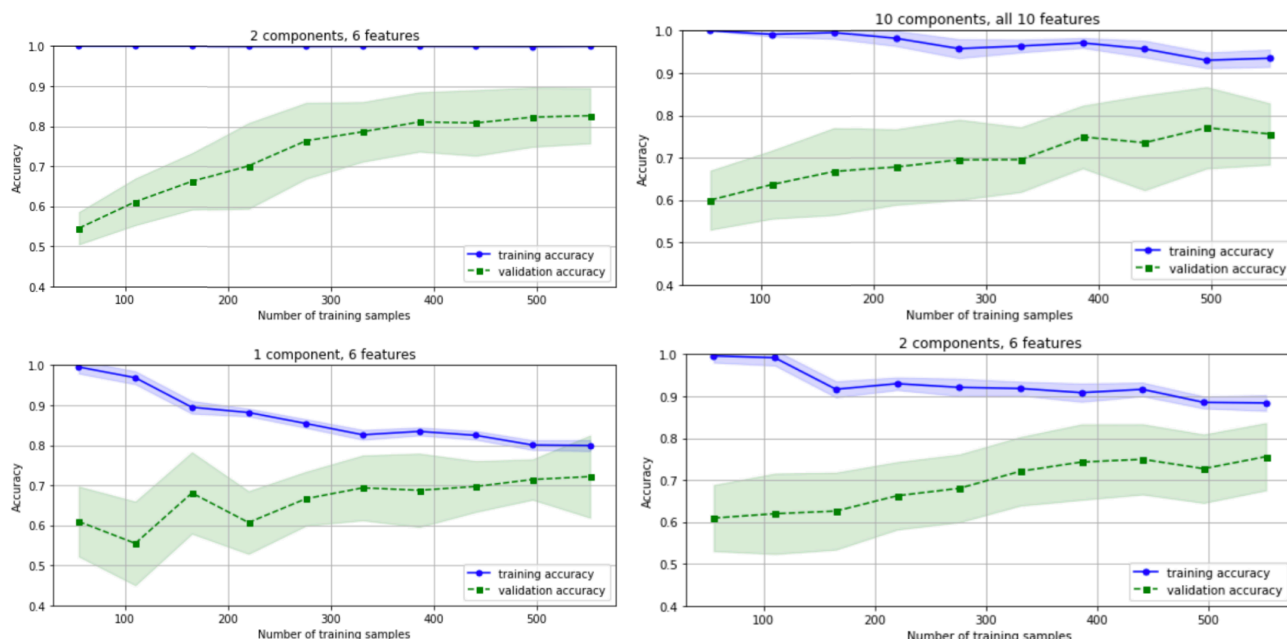 2 components, 6 features
1.0
0.9
0.8
0.7
0.6
0.5
0.4
Accuracy
100
200
300
400
500
Number of training samples
training accuracy
validation accuracy
10 components, all 10 features
1.0
0.9
0.8
0.7
0.6
0.5
0.4
Accuracy
100
200
300
400
500
Number of training samples
training accuracy
validation accuracy
1 component, 6 features
1.0
0.9
0.8
0.7
0.6
0.5
0.4
Accuracy
100
200
300
400
500
Number of training samples
training accuracy
validation accuracy
2 components, 6 features
1.0
0.9
0.8
0.7
0.6
0.5
0.4
Accuracy
100
200
300
400
500
Number of training samples
training accuracy
validation accuracy